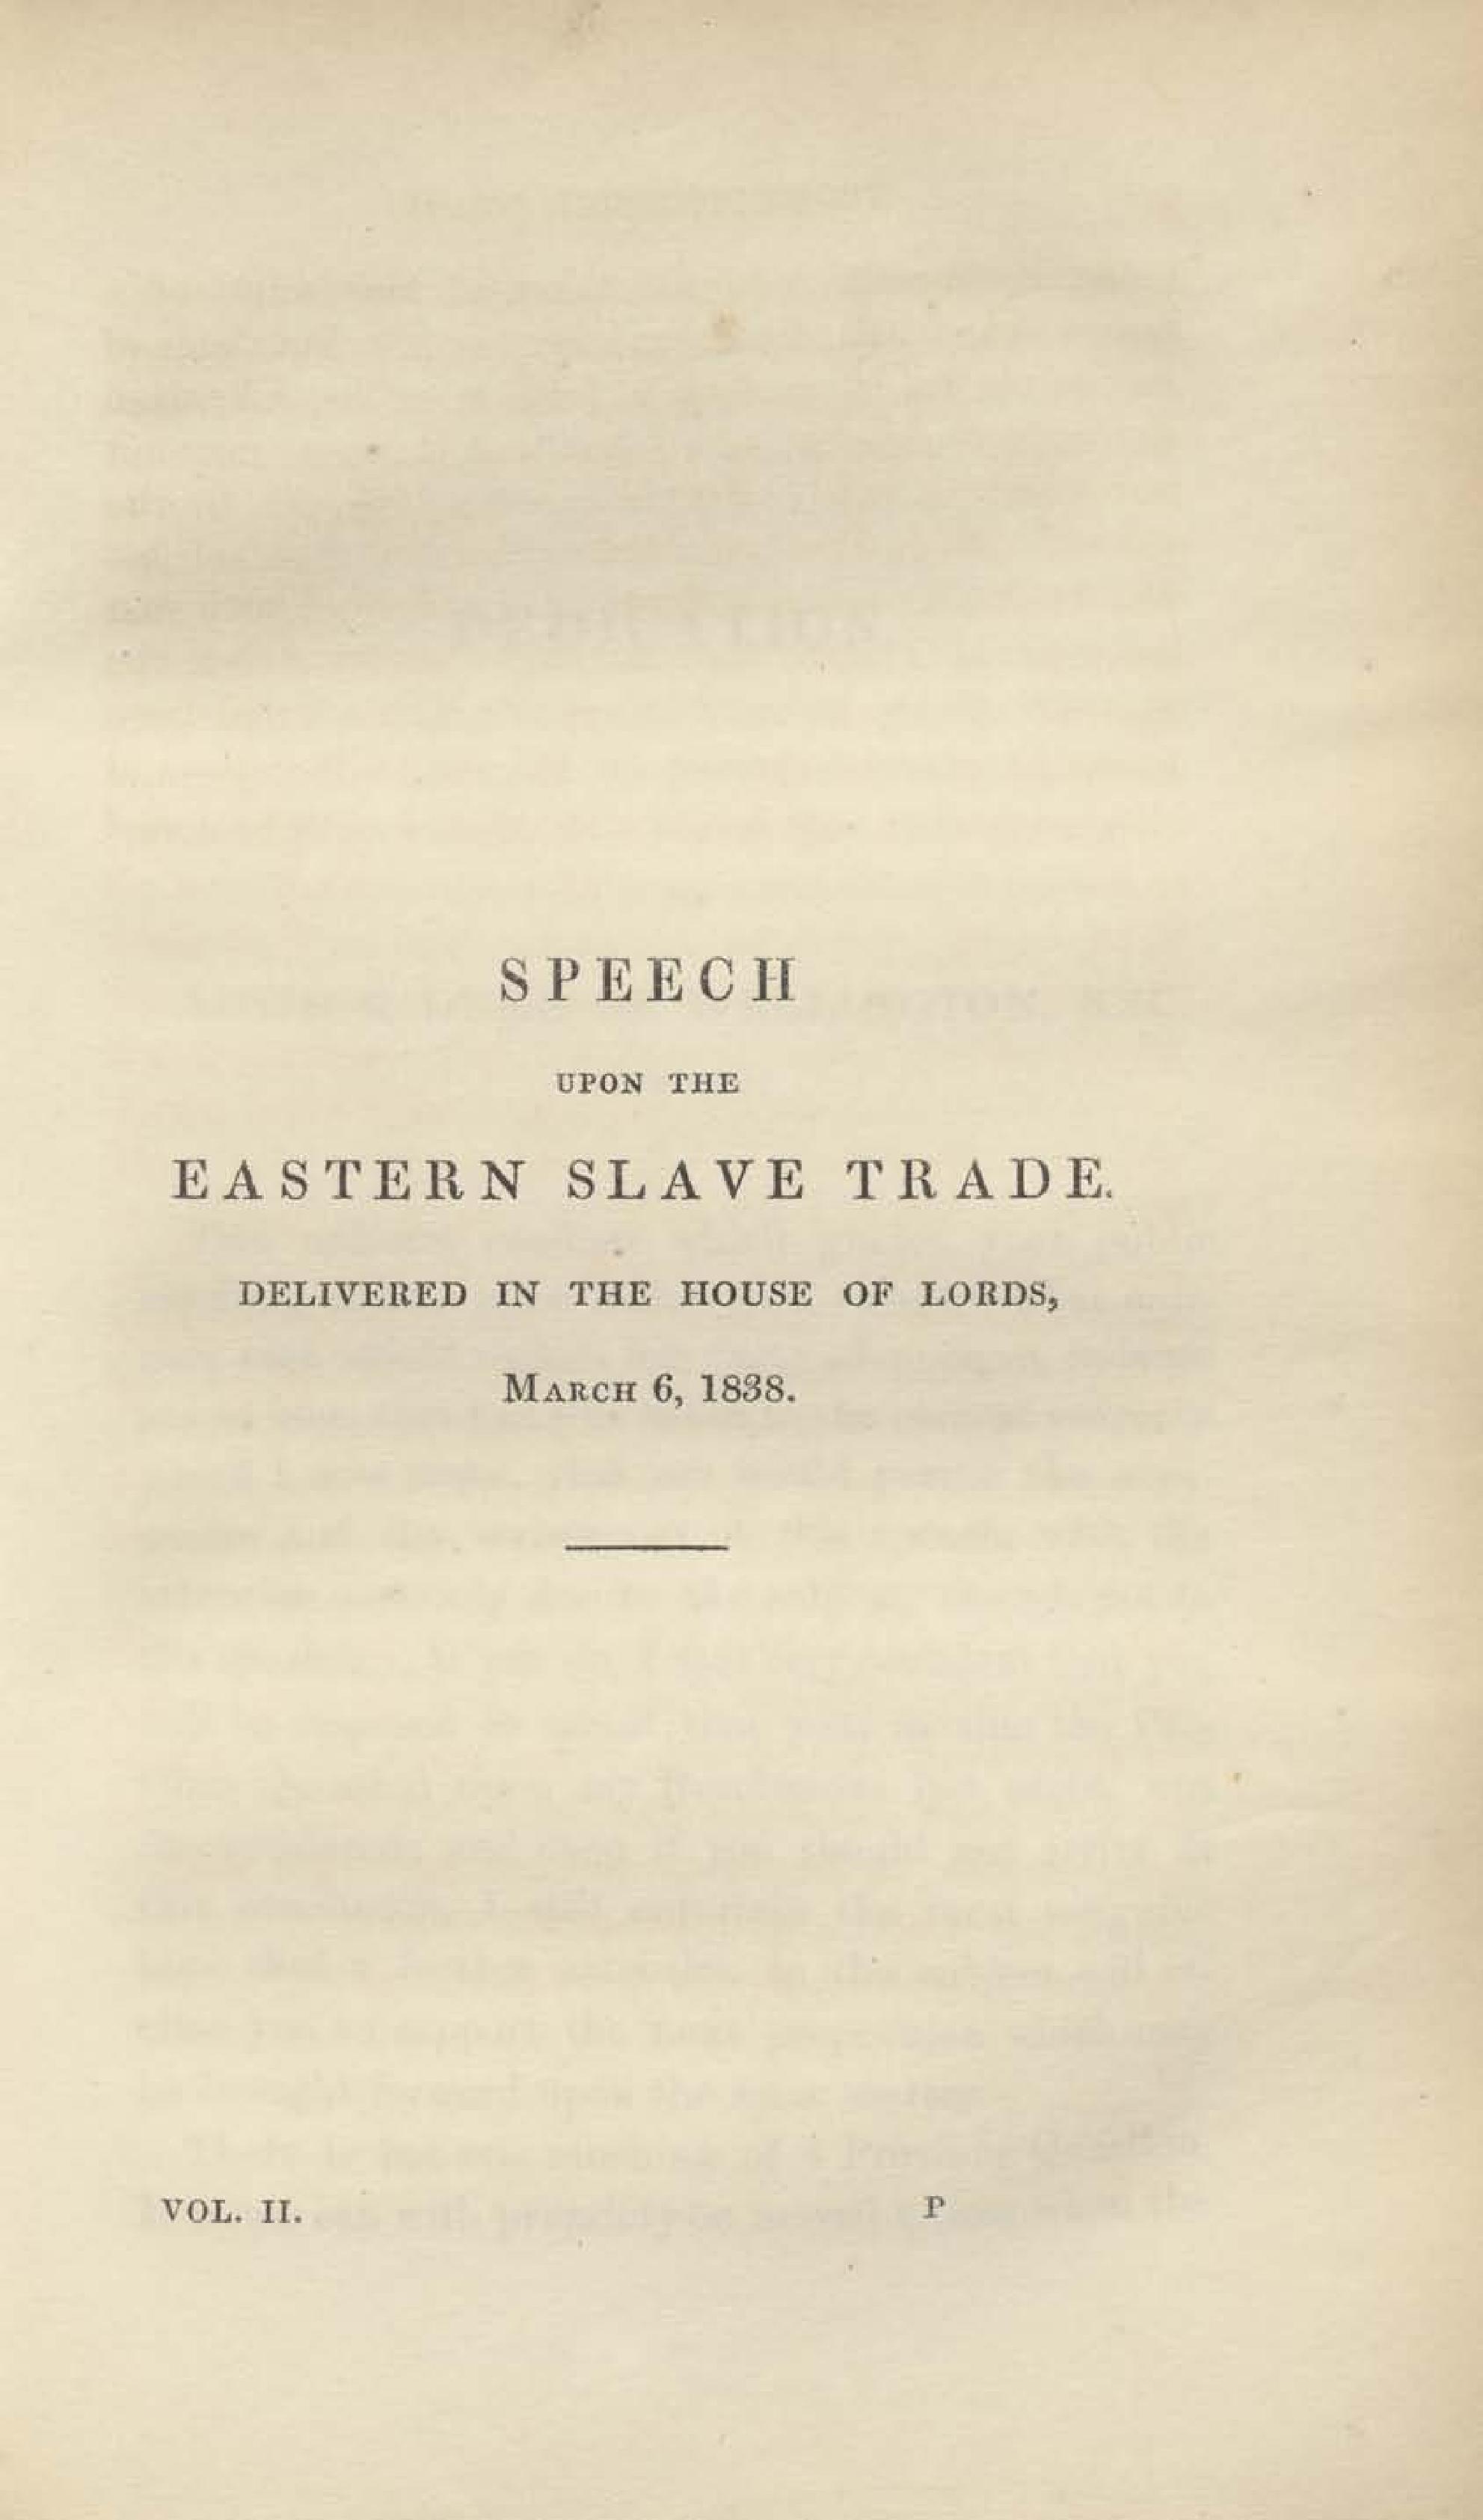 SPEECH
UPON THE
EASTERN SLAVE TRADE.
DELIVERED IN THE HOUSE OF LORDS,
MARCH 6, 1838.
VOL. II. P